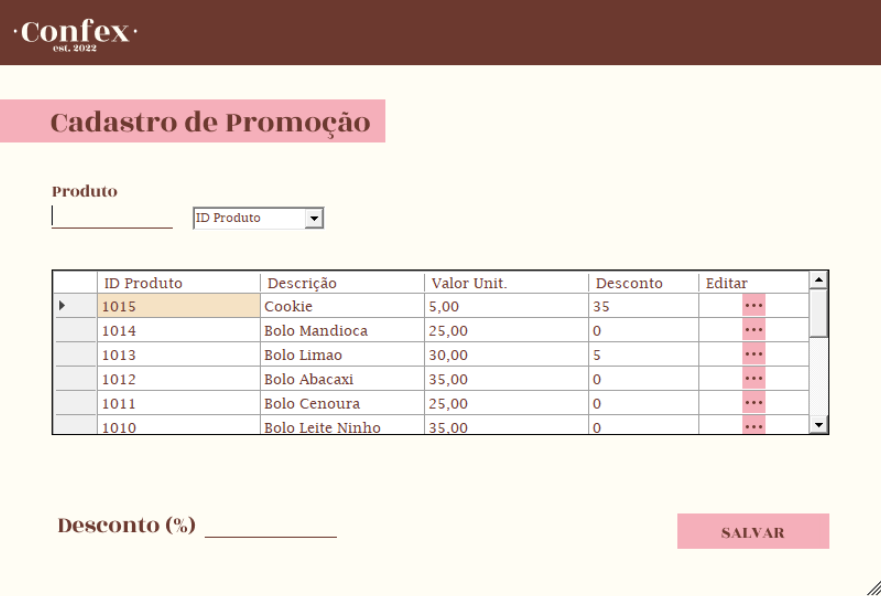 ·Confex·
est. 2022
Cadastro de Promoção
Produto
ID Produto
ID Produto Descrição Valor Unit. Desconto Editar
1015 Cookie 5,00 35 ...
1014 Bolo Mandioca 25,00 0 ...
1013 Bolo Limao 30,00 5 ...
1012 Bolo Abacaxi 35,00 0 ...
1011 Bolo Cenoura 25,00 0 ...
1010 Bolo Leite Ninho 35,00 0 ...
Desconto (%)
SALVAR